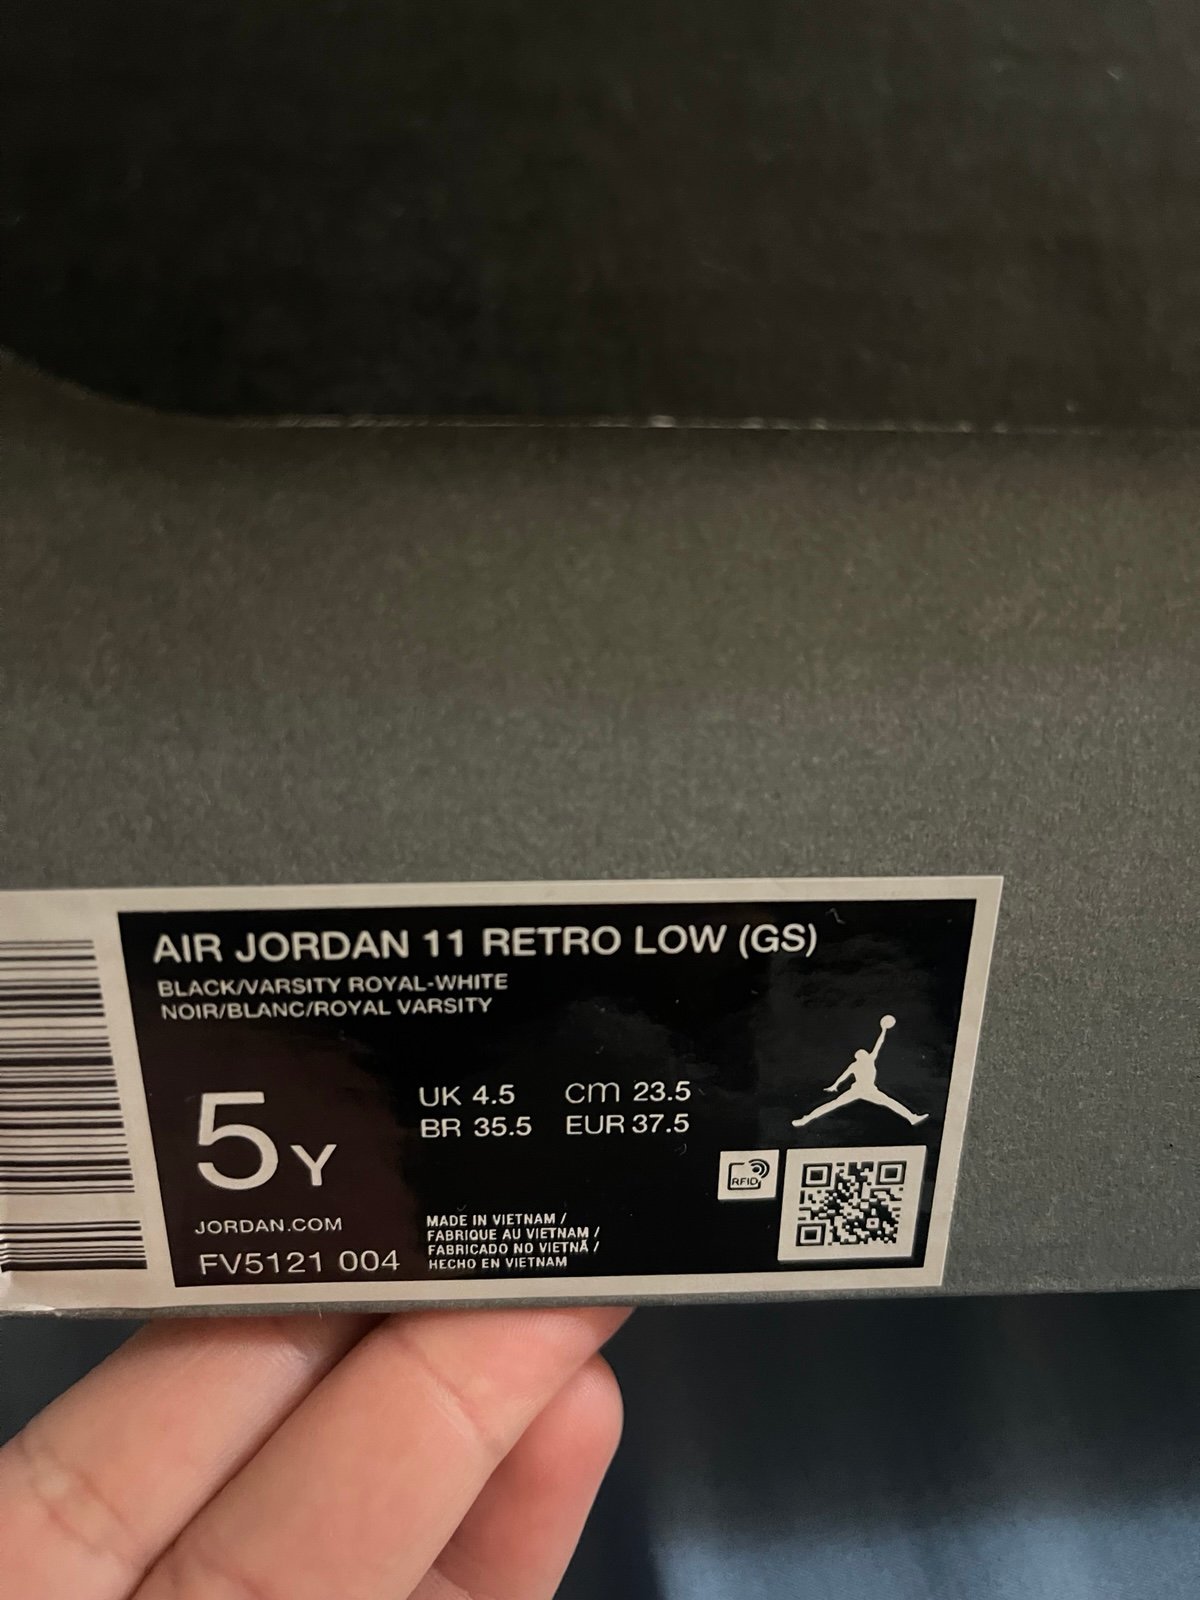 AIR JORDAN 11 RETRO LOW (GS)
BLACK/VARSITY ROYAL-WHITE
NOIR/BLANC/ROYAL VARSITY
5Y
UK 4.5 cm 23.5
BR 35.5 EUR 37.5
RFID
JORDAN.COM
FV5121 004
MADE IN VIETNAM /
FABRIQUE AU VIETNAM /
FABRICADO NO VIETNÃ /
HECHO EN VIETNAM